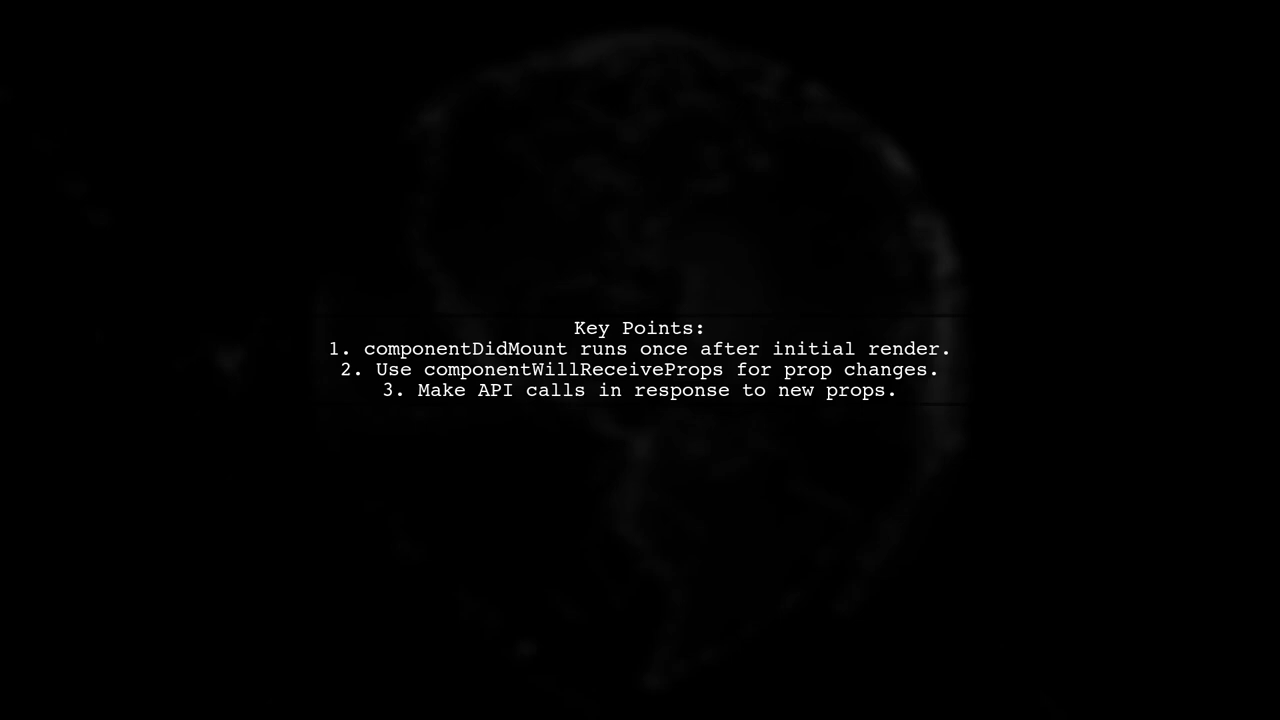 Key Points:
1. componentDidMount runs once after initial render.
2. Use componentWillReceiveProps for prop changes.
3. Make API calls in response to new props.